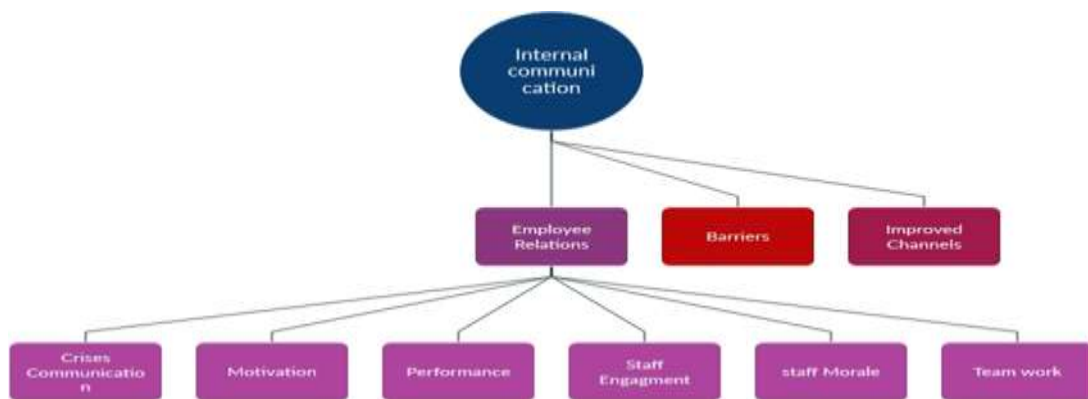 Internal
communi
cation
Employee
Relations
Barriers
Improved
Channels
Crises
Communicatio
n
Motivation
Performance
Staff
Engagment
staff Morale
Team work